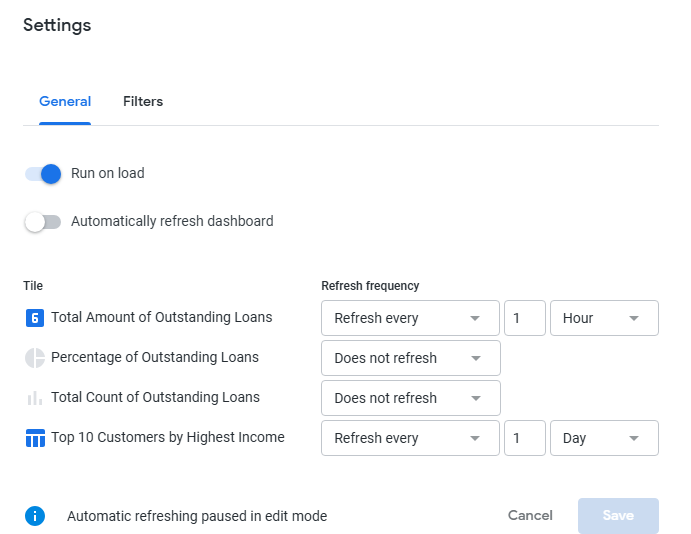 Settings
General Filters
Run on load
Automatically refresh dashboard
Tile Refresh frequency
6 Total Amount of Outstanding Loans Refresh every 1 Hour
Percentage of Outstanding Loans Does not refresh
Total Count of Outstanding Loans Does not refresh
Top 10 Customers by Highest Income Refresh every 1 Day
Automatic refreshing paused in edit mode Cancel Save